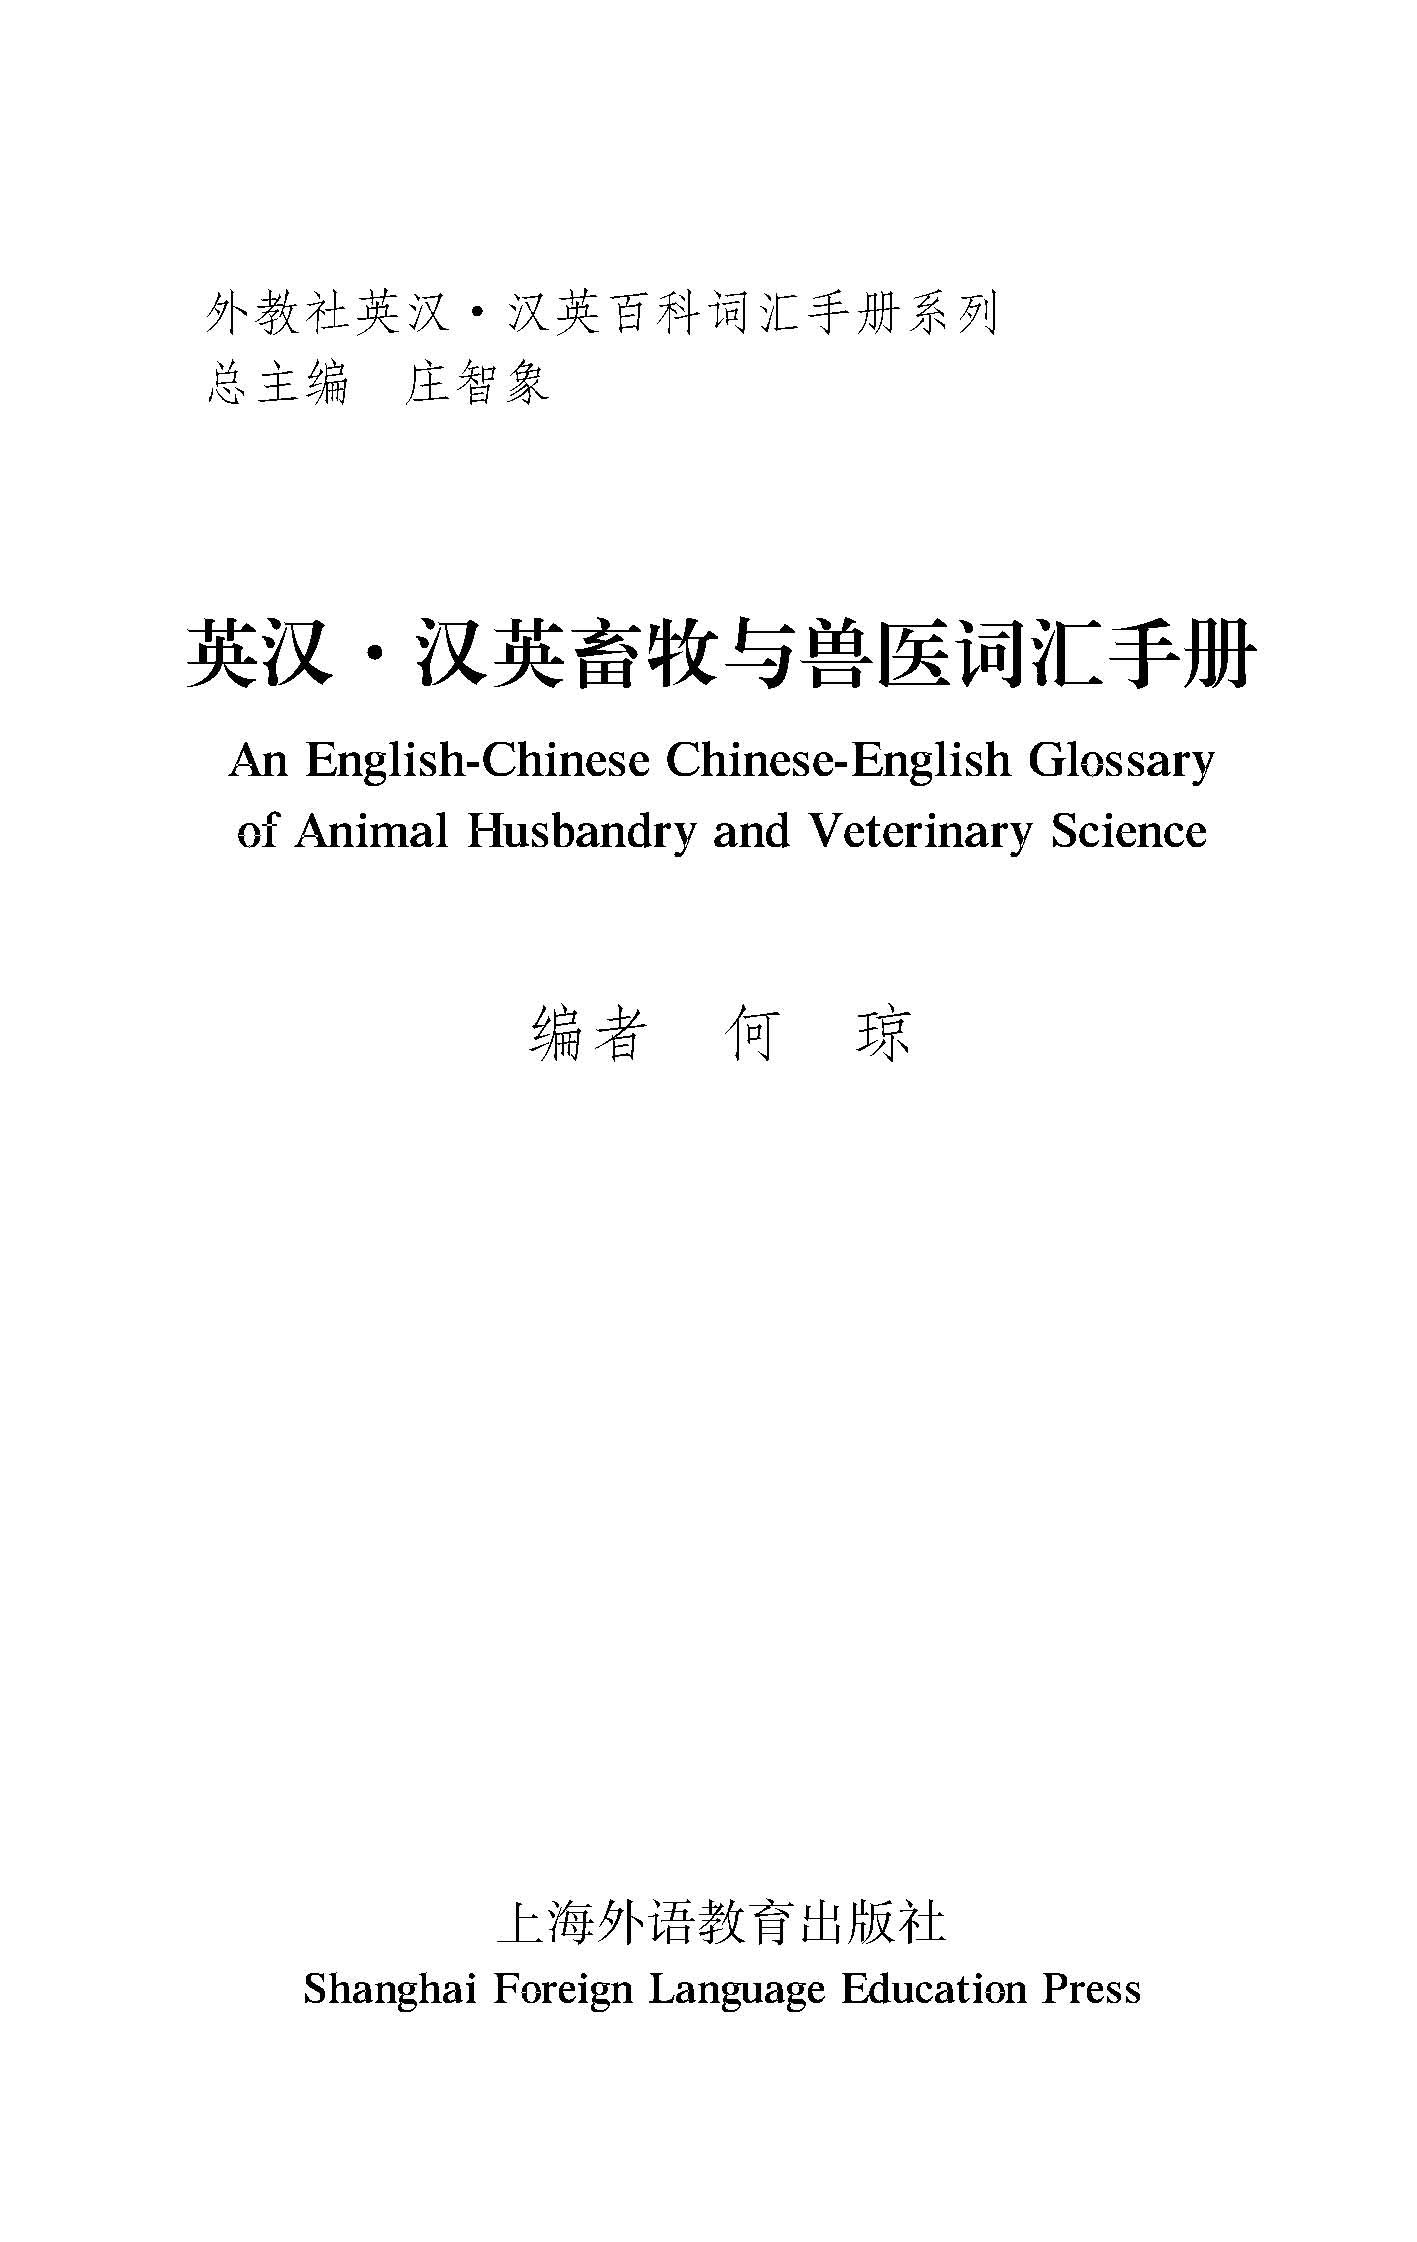 外教社英汉·汉英百科词汇手册系列
总主编 庄智象
英汉·汉英畜牧与兽医词汇手册
An English-Chinese Chinese-English Glossary
of Animal Husbandry and Veterinary Science
编者 何 琼
上海外语教育出版社
Shanghai Foreign Language Education Press